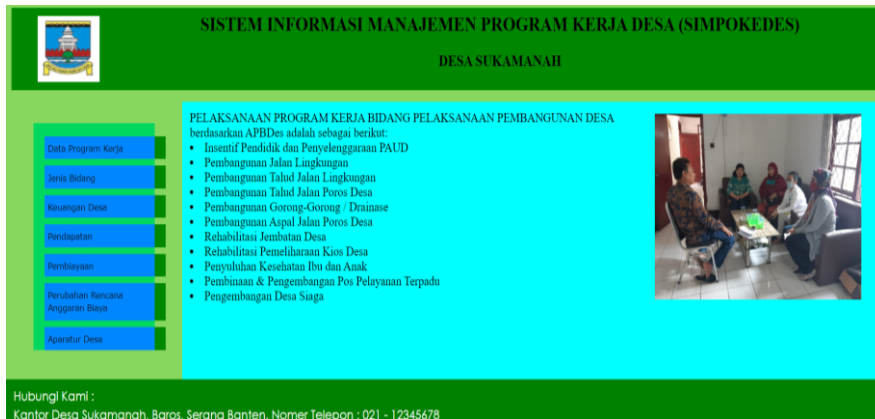 SISTEM INFORMASI MANAJEMEN PROGRAM KERJA DESA (SIMPOKEDES)
DESA SUKAMANAH
Data Program Kerja
Jenis Bidang
Keuangan Desa
Pendapatan
Pembiayaan
Perubahan Rencana
Anggaran Biaya
Aparatur Desa
PELAKSANAAN PROGRAM KERJA BIDANG PELAKSANAAN PEMBANGUNAN DESA
berdasarkan APBDes adalah sebagai berikut:
• Insentif Pendidik dan Penyelenggaraan PAUD
• Pembangunan Jalan Lingkungan
• Pembangunan Talud Jalan Lingkungan
• Pembangunan Talud Jalan Poros Desa
• Pembangunan Gorong-Gorong / Drainase
• Pembangunan Aspal Jalan Poros Desa
• Rehabilitasi Jembatan Desa
• Rehabilitasi Pemeliharaan Kios Desa
• Penyuluhan Kesehatan Ibu dan Anak
• Pembinaan & Pengembangan Pos Pelayanan Terpadu
• Pengembangan Desa Siaga
Hubungi Kami :
Kantor Desa Sukamanah, Baros, Serang Banten, Nomer Telepon : 021 - 12345678